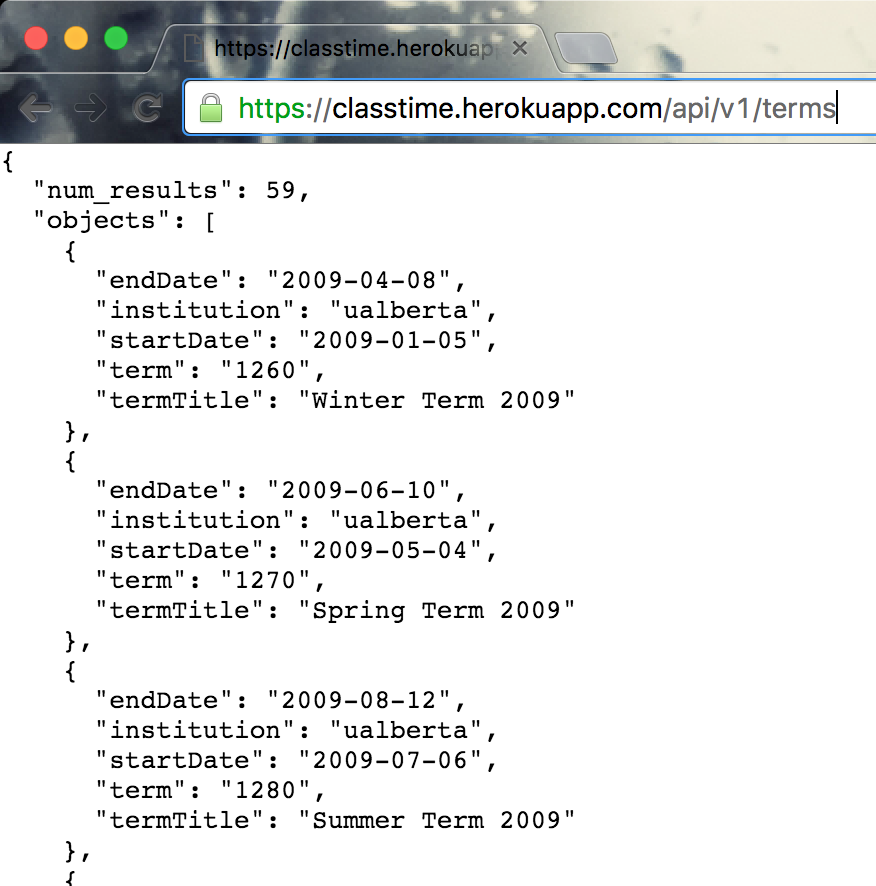 https://classtime.herokuap
https://classtime.herokuapp.com/api/v1/terms
{
"num_results": 59,
"objects": [
{
"endDate": "2009-04-08",
"institution": "ualberta",
"startDate": "2009-01-05",
"term": "1260",
"termTitle": "Winter Term 2009"
},
{
"endDate": "2009-06-10",
"institution": "ualberta",
"startDate": "2009-05-04",
"term": "1270",
"termTitle": "Spring Term 2009"
},
{
"endDate": "2009-08-12",
"institution": "ualberta",
"startDate": "2009-07-06",
"term": "1280",
"termTitle": "Summer Term 2009"
},
{